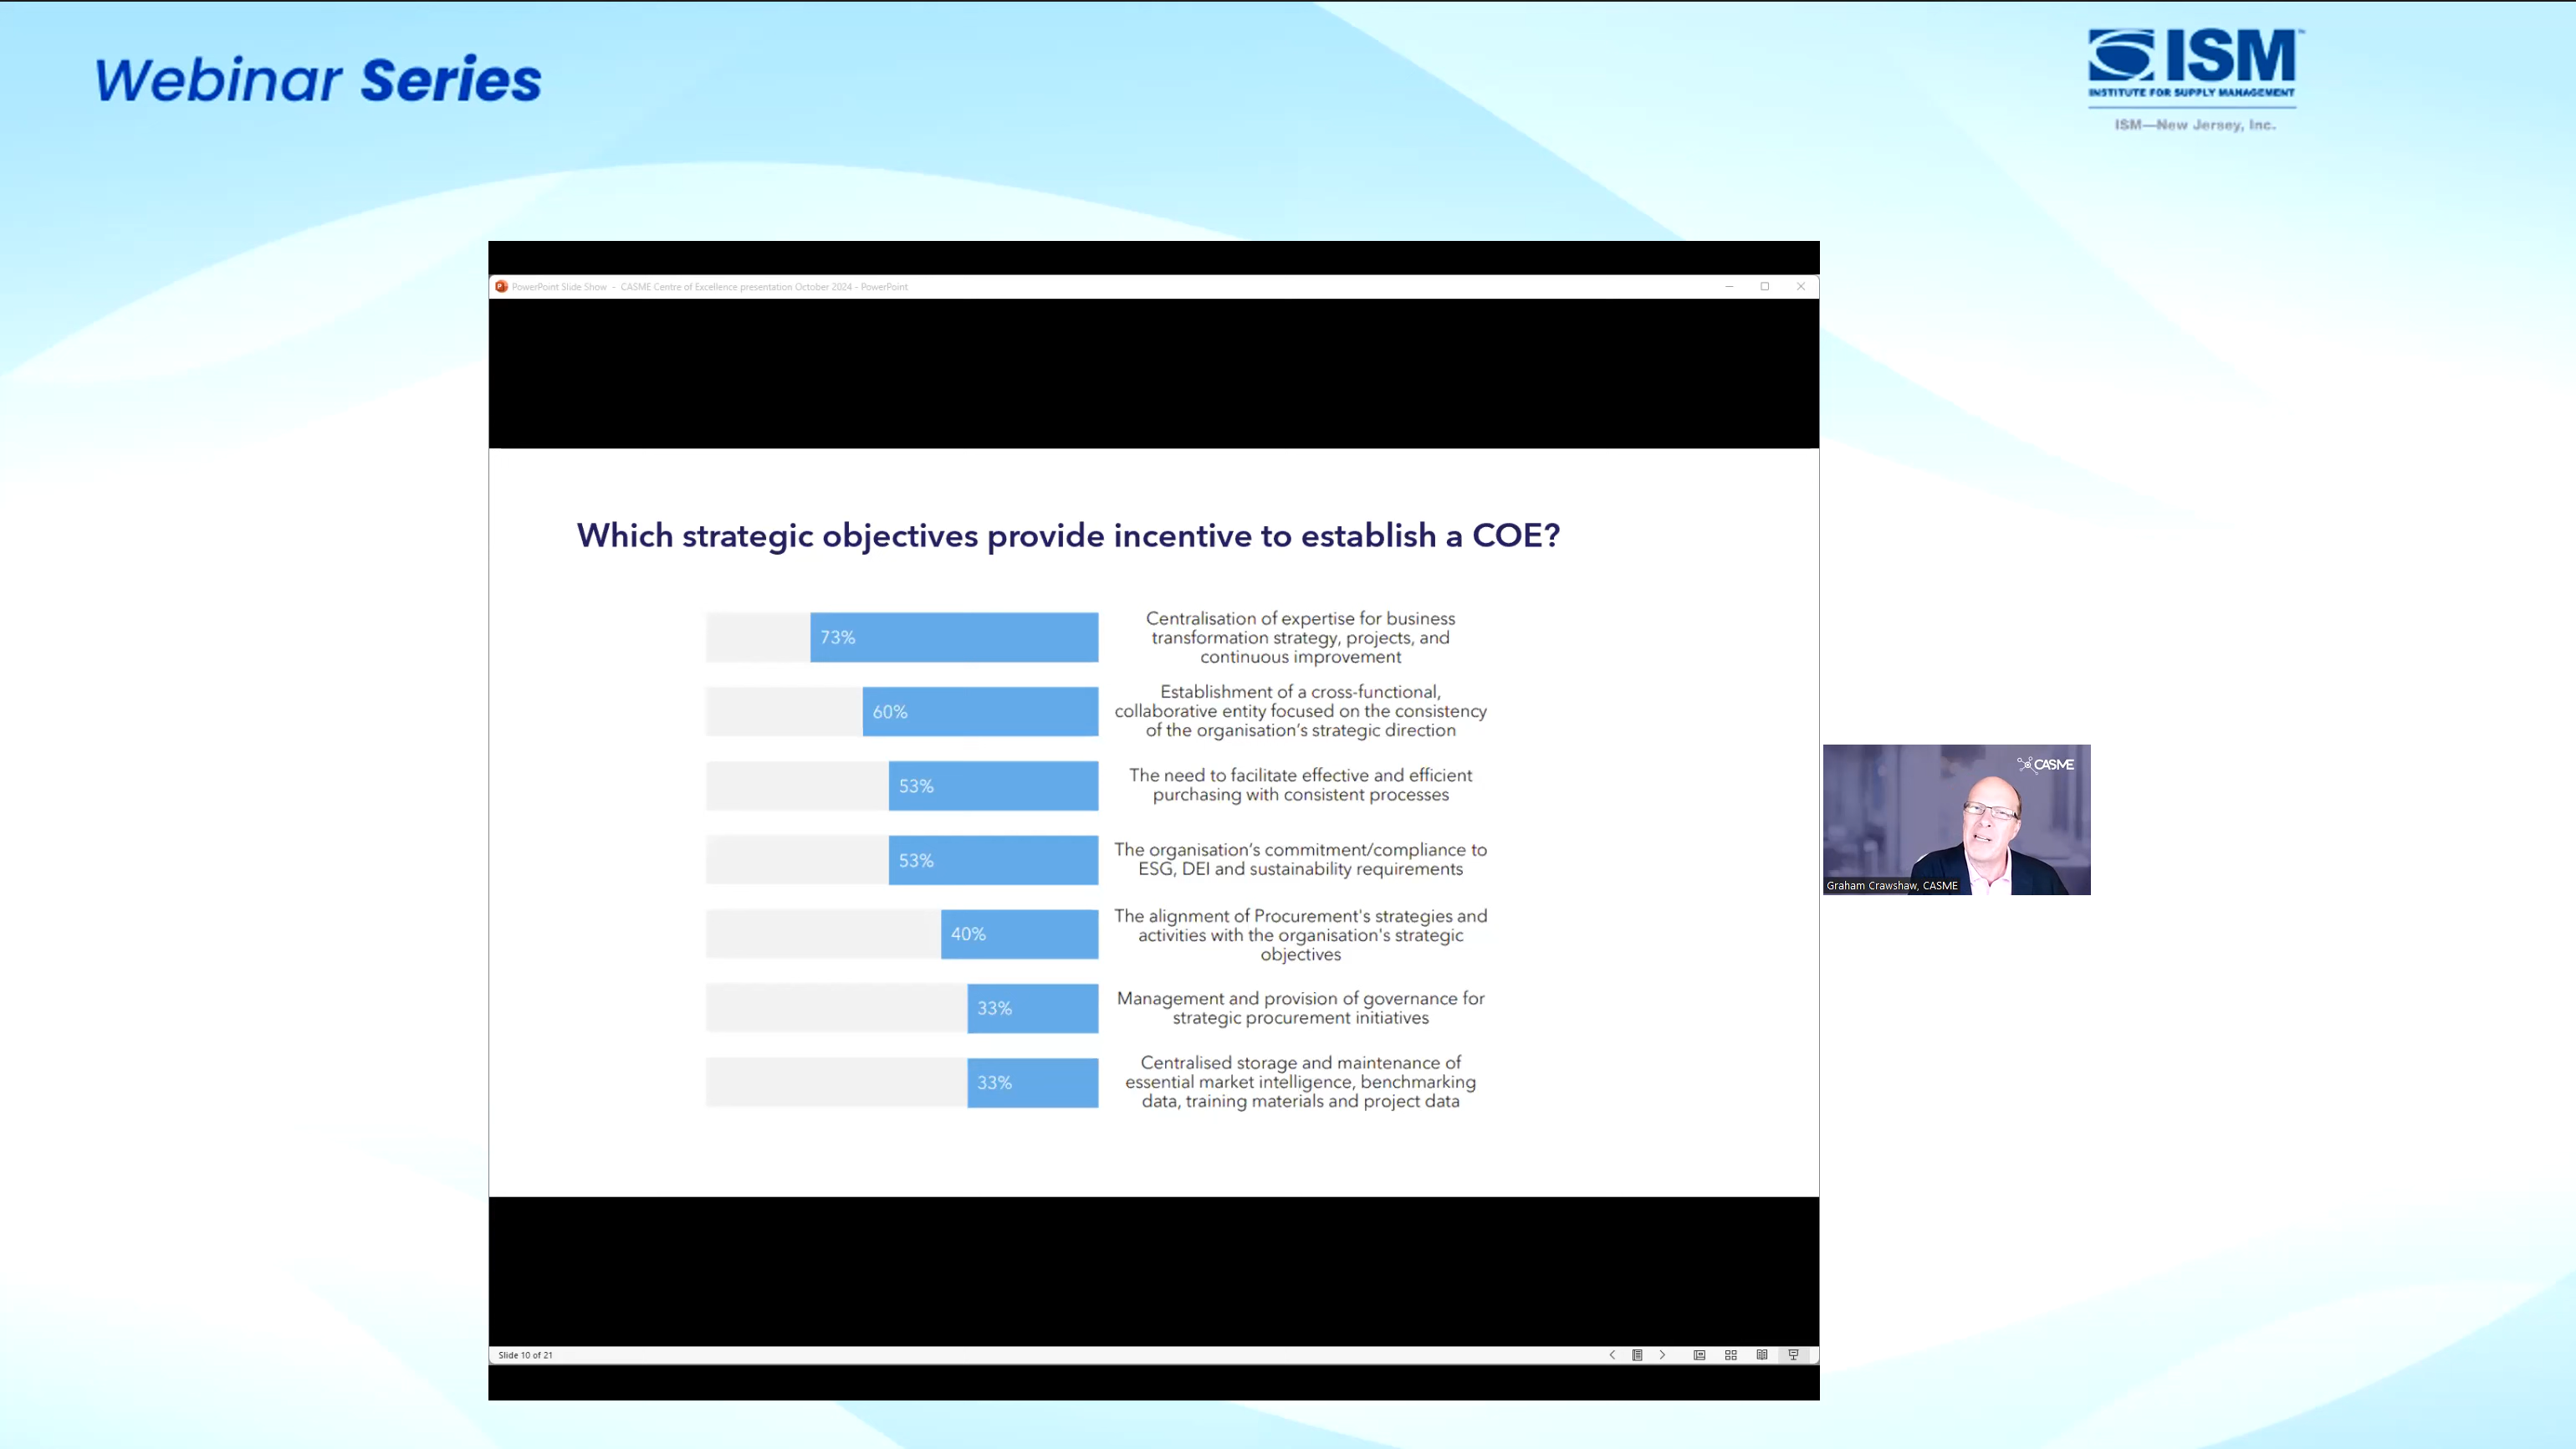 Webinar Series
ISM
INSTITUTE FOR SUPPLY MANAGEMENT
ISM—New Jersey, Inc.
PowerPoint Slide Show - CASME Centre of Excellence presentation October 2024 - PowerPoint
Which strategic objectives provide incentive to establish a COE?
73%
Centralisation of expertise for business
transformation strategy, projects, and
continuous improvement
60%
Establishment of a cross-functional,
collaborative entity focused on the consistency
of the organisation’s strategic direction
53%
The need to facilitate effective and efficient
purchasing with consistent processes
53%
The organisation’s commitment/compliance to
ESG, DEI and sustainability requirements
40%
The alignment of Procurement's strategies and
activities with the organisation's strategic
objectives
33%
Management and provision of governance for
strategic procurement initiatives
33%
Centralised storage and maintenance of
essential market intelligence, benchmarking
data, training materials and project data
CASME
Graham Crawshaw, CASME
Slide 10 of 21